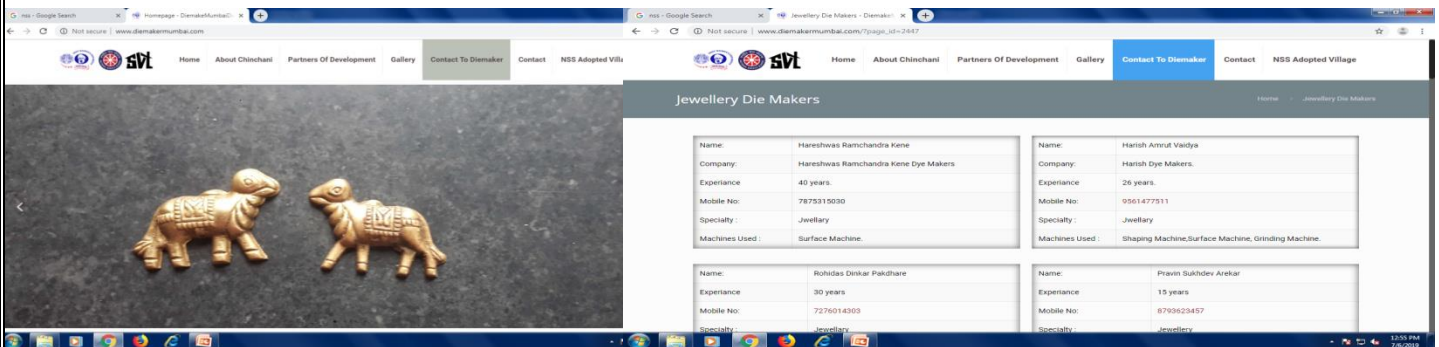 nss - Google Search
Homepage - DiemakeMumbai
Not secure | www.diemakermumbai.com
SVT Home About Chinchani Partners Of Development Gallery Contact To Diemaker Contact NSS Adopted Villa
nss - Google Search
Jewellery Die Makers - Diemaker
Not secure | www.diemakermumbai.com/?page_id=2447
SVT Home About Chinchani Partners Of Development Gallery Contact To Diemaker Contact NSS Adopted Village
Jewellery Die Makers
Home Jewellery Die Makers
Name: Hareshwas Ramchandra Kene
Company: Hareshwas Ramchandra Kene Dye Makers
Experiance 40 years.
Mobile No: 7875315030
Specialty : Jwellary
Machines Used : Surface Machine.
Name: Harish Amrut Vaidya
Company: Harish Dye Makers.
Experiance 26 years.
Mobile No: 9561477511
Specialty : Jwellary
Machines Used : Shaping Machine,Surface Machine, Grinding Machine.
Name: Rohidas Dinkar Pakdhare
Experiance 30 years
Mobile No: 7276014303
Specialty : Jewellary
Name: Pravin Sukhdev Arekar
Experiance 15 years
Mobile No: 8793623457
Specialty : Jewellery
12:55 PM
7/6/2019